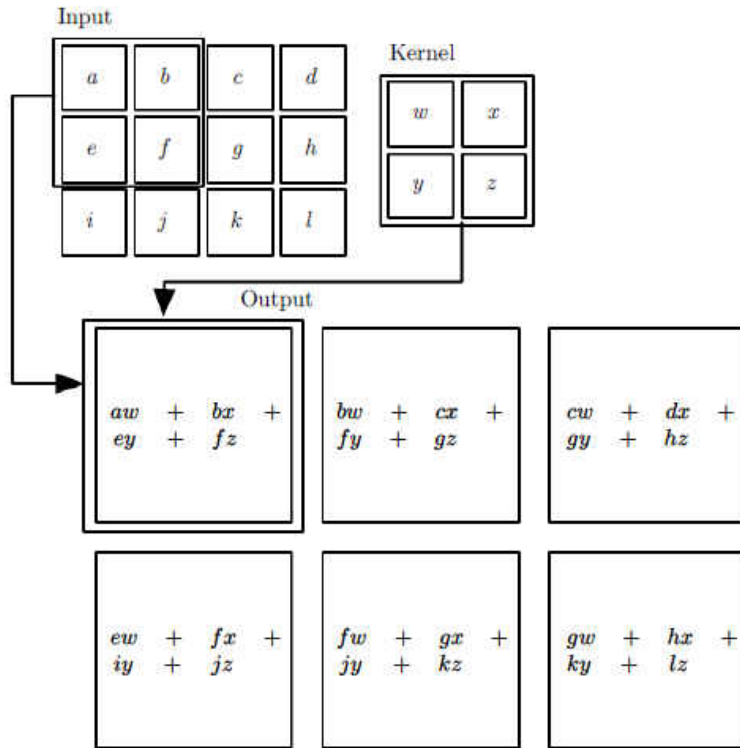 Input
Kernel
a b c d
w x
e f g h
y z
i j k l
Output
aw + bx +
ey + fz
bw + cx +
fy + gz
cw + dx +
gy + hz
ew + fx +
iy + jz
fw + gx +
jy + kz
gw + hx +
ky + lz